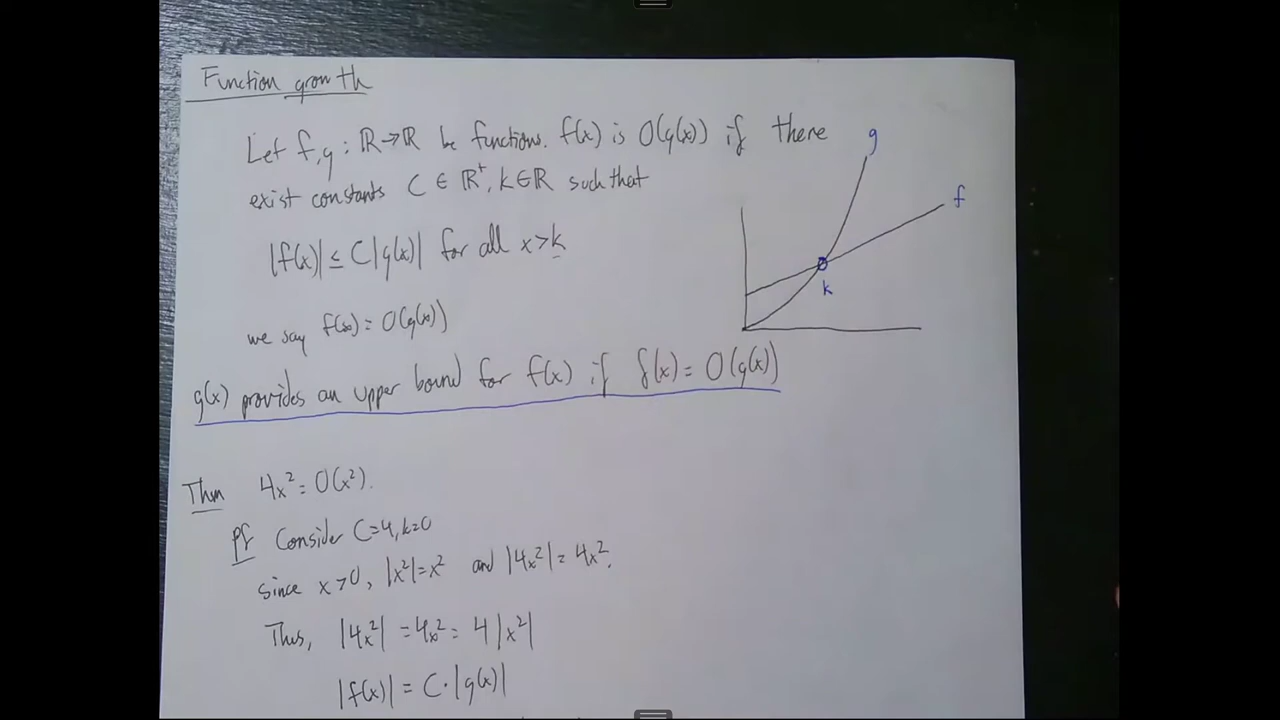 Function growth
Let f,g : ℝ→ℝ be functions. f(x) is O(g(x)) if there
exist constants C ∈ ℝ⁺, k∈ℝ such that
|f(x)| ≤ C|g(x)| for all x>k
we say f(x) = O(g(x))
g(x) provides an upper bound for f(x) if f(x) = O(g(x))
g
f
k
Thm 4x² = O(x²).
Pf Consider C=4, k=0
Since x>0, |x²|=x² and |4x²| = 4x².
Thus, |4x²| = 4x² = 4|x²|
|f(x)| = C·|g(x)|